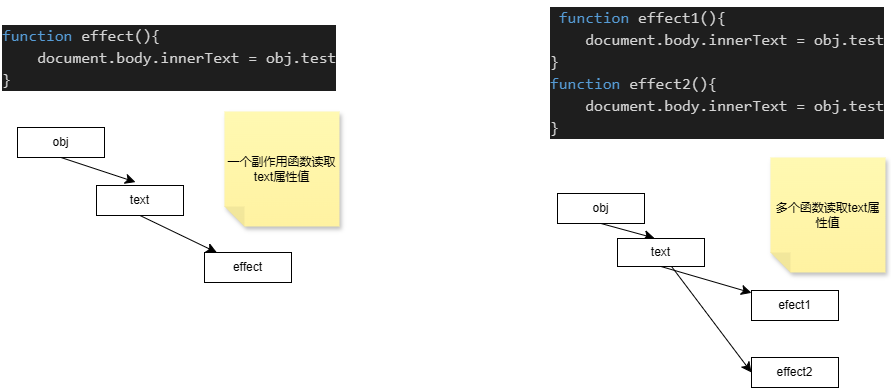 function effect(){
    document.body.innerText = obj.test
}
obj
text
effect
一个副作用函数读取
text属性值
function effect1(){
    document.body.innerText = obj.test
}
function effect2(){
    document.body.innerText = obj.test
}
obj
text
efect1
effect2
多个函数读取text属
性值